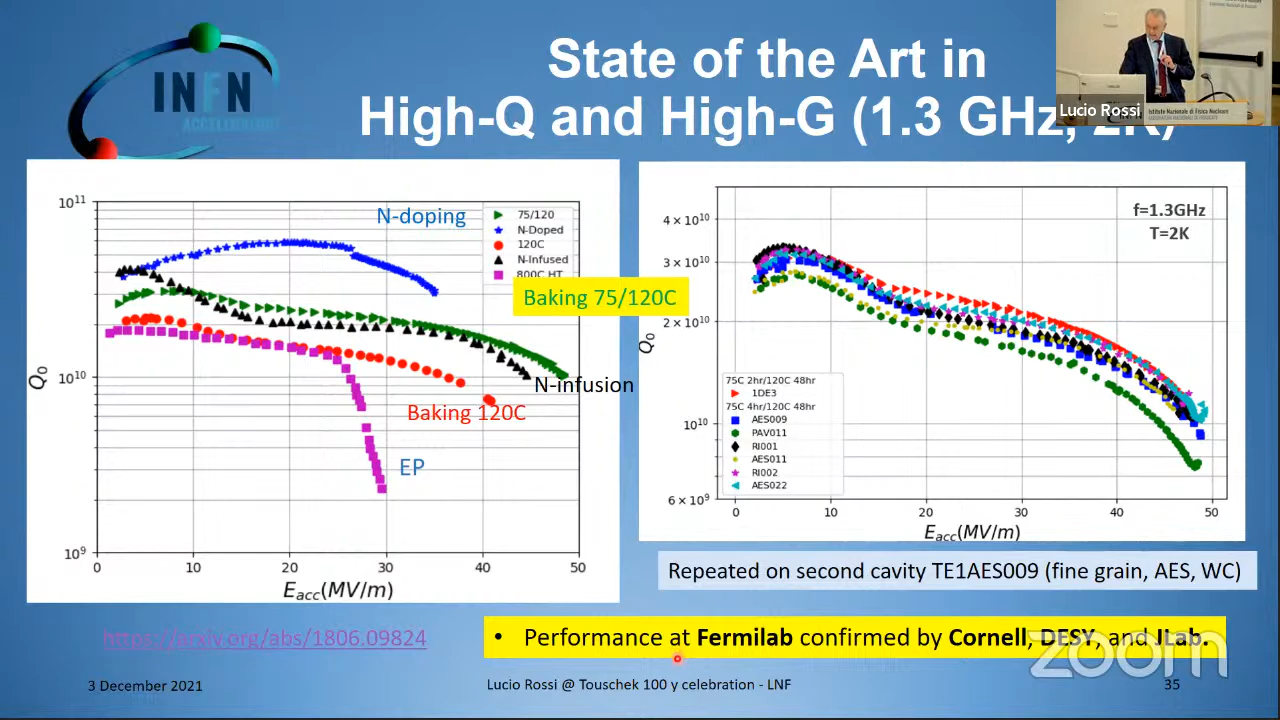 INFN
ACCELERATORS
State of the Art in
High-Q and High-G (1.3 GHz, 2K)
Istituto Nazionale di Fisica Nucleare
Lucio Rossi
10¹¹
10¹⁰
10⁹
Q₀
0
10
20
30
40
50
Eacc(MV/m)
N-doping
75/120
N-Doped
120C
N-Infused
800C HT
Baking 75/120C
N-infusion
Baking 120C
EP
4 × 10¹⁰
3 × 10¹⁰
2 × 10¹⁰
10¹⁰
6 × 10⁹
Q₀
f=1.3GHz
T=2K
75C 2hr/120C 48hr
1DE3
75C 4hr/120C 48hr
AES009
PAV011
RI001
AES011
RI002
AES022
0
10
20
30
40
50
Eacc(MV/m)
Repeated on second cavity TE1AES009 (fine grain, AES, WC)
https://arxiv.org/abs/1806.09824
• Performance at Fermilab confirmed by Cornell, DESY, and JLab.
zoom
3 December 2021
Lucio Rossi @ Touschek 100 y celebration - LNF
35